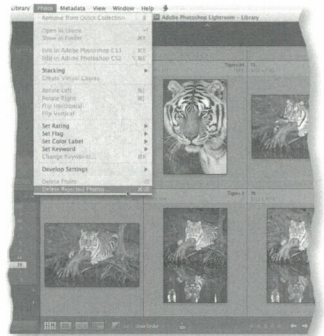 Library Photo Metadata View Window Help
Adobe Photoshop Lightroom - Library
Remove from Quick Collection
Open in Loupe
Show in Finder
Edit in Adobe Photoshop CS3
Edit in Adobe Photoshop CS2
Stacking
Create Virtual Copies
Rotate Left
Rotate Right
Flip Horizontal
Flip Vertical
Set Rating
Set Flag
Set Color Label
Set Keyword
Change Keywords...
Develop Settings
Delete Photo
Delete Rejected Photos...